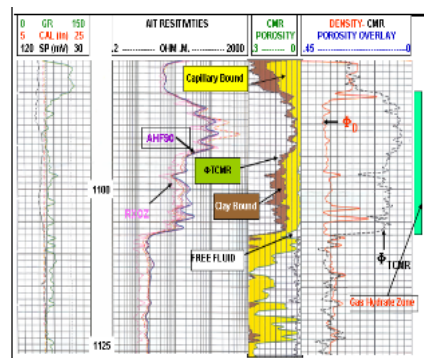 0 GR 150
5 CAL (in) 25
120 SP (mV) 30
AIT RESITIVITIES
.2 --- OHM .M. --- 2000
CMR
POROSITY
.3 0
DENSITY- CMR
POROSITY OVERLAY
.45 0
Capillary Bound
Φ_D
AHF90
ΦTCMR
1100
Clay Bound
RXOZ
FREE FLUID
Φ_TCMR
Gas Hydrate Zone
1125